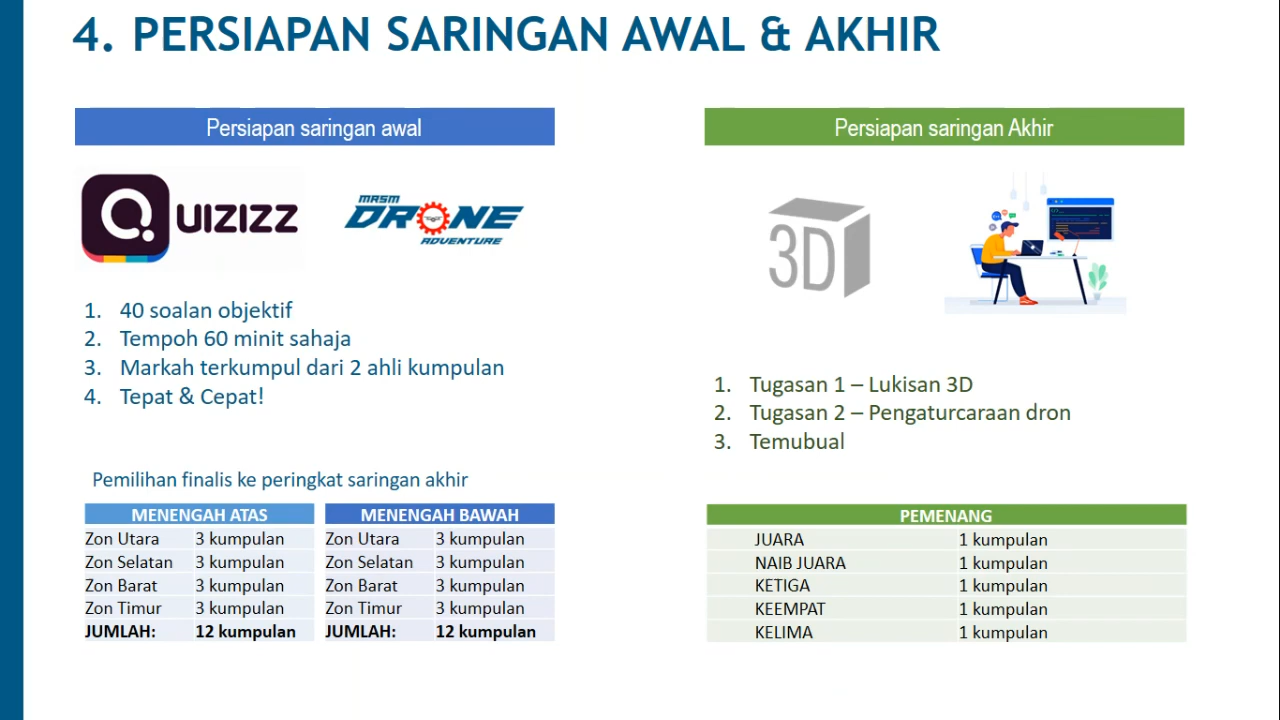 4. PERSIAPAN SARINGAN AWAL & AKHIR
Persiapan saringan awal
QUIZIZZ
MRSM
DRONE
ADVENTURE
1. 40 soalan objektif
2. Tempoh 60 minit sahaja
3. Markah terkumpul dari 2 ahli kumpulan
4. Tepat & Cepat!
Pemilihan finalis ke peringkat saringan akhir
MENENGAH ATAS
Zon Utara 3 kumpulan
Zon Selatan 3 kumpulan
Zon Barat 3 kumpulan
Zon Timur 3 kumpulan
JUMLAH: 12 kumpulan
MENENGAH BAWAH
Zon Utara 3 kumpulan
Zon Selatan 3 kumpulan
Zon Barat 3 kumpulan
Zon Timur 3 kumpulan
JUMLAH: 12 kumpulan
Persiapan saringan Akhir
3D
1. Tugasan 1 – Lukisan 3D
2. Tugasan 2 – Pengaturcaraan dron
3. Temubual
PEMENANG
JUARA 1 kumpulan
NAIB JUARA 1 kumpulan
KETIGA 1 kumpulan
KEEMPAT 1 kumpulan
KELIMA 1 kumpulan